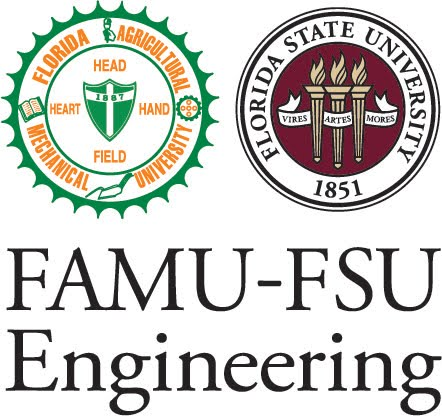 FLORIDA AGRICULTURAL
MECHANICAL UNIVERSITY
HEAD
HEART
1887
HAND
FIELD
FLORIDA STATE UNIVERSITY
VIRES ARTES MORES
1851
FAMU-FSU
Engineering